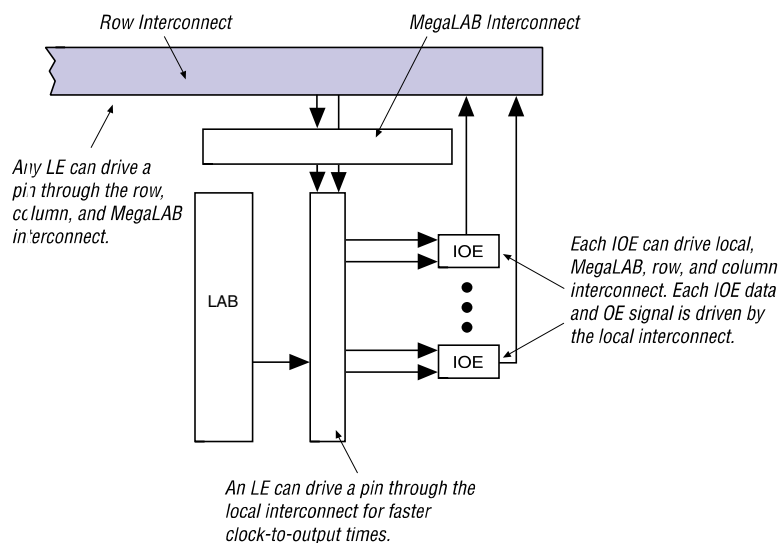 Row Interconnect
MegaLAB Interconnect
Any LE can drive a
pin through the row,
column, and MegaLAB
interconnect.
LAB
IOE
IOE
Each IOE can drive local,
MegaLAB, row, and column
interconnect. Each IOE data
and OE signal is driven by
the local interconnect.
An LE can drive a pin through the
local interconnect for faster
clock-to-output times.